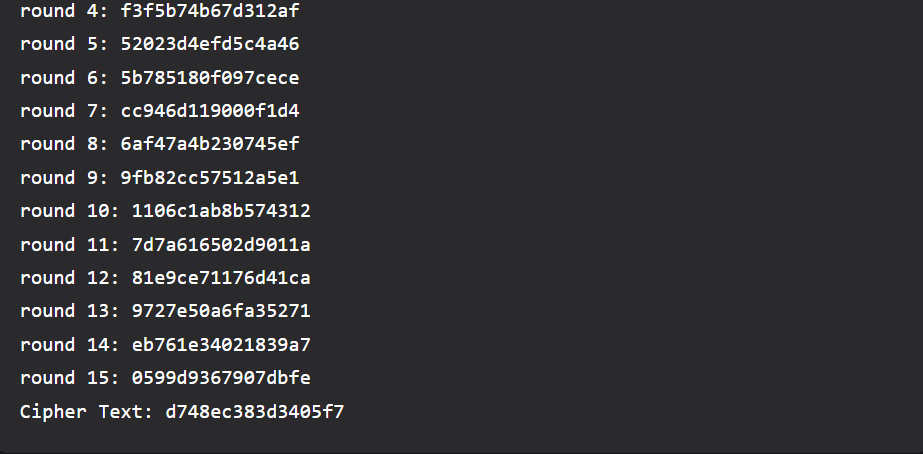 round 4: f3f5b74b67d312af
round 5: 52023d4efd5c4a46
round 6: 5b785180f097cece
round 7: cc946d119000f1d4
round 8: 6af47a4b230745ef
round 9: 9fb82cc57512a5e1
round 10: 1106c1ab8b574312
round 11: 7d7a616502d9011a
round 12: 81e9ce71176d41ca
round 13: 9727e50a6fa35271
round 14: eb761e34021839a7
round 15: 0599d9367907dbfe
Cipher Text: d748ec383d3405f7